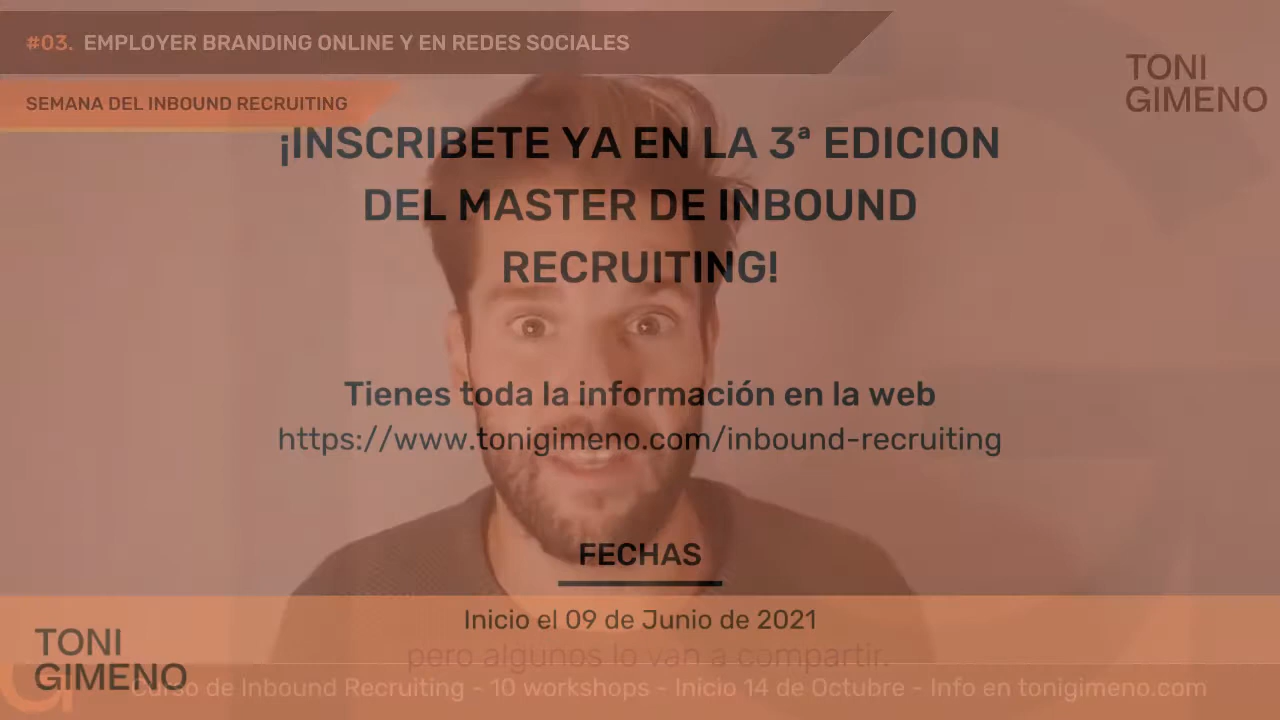 #03. EMPLOYER BRANDING ONLINE Y EN REDES SOCIALES
SEMANA DEL INBOUND RECRUITING
TONI
GIMENO
¡INSCRIBETE YA EN LA 3ª EDICION
DEL MASTER DE INBOUND
RECRUITING!
Tienes toda la información en la web
https://www.tonigimeno.com/inbound-recruiting
FECHAS
Inicio el 09 de Junio de 2021
pero algunos lo van a compartir.
TONI
GIMENO
Curso de Inbound Recruiting - 10 workshops - Inicio 14 de Octubre - Info en tonigimeno.com